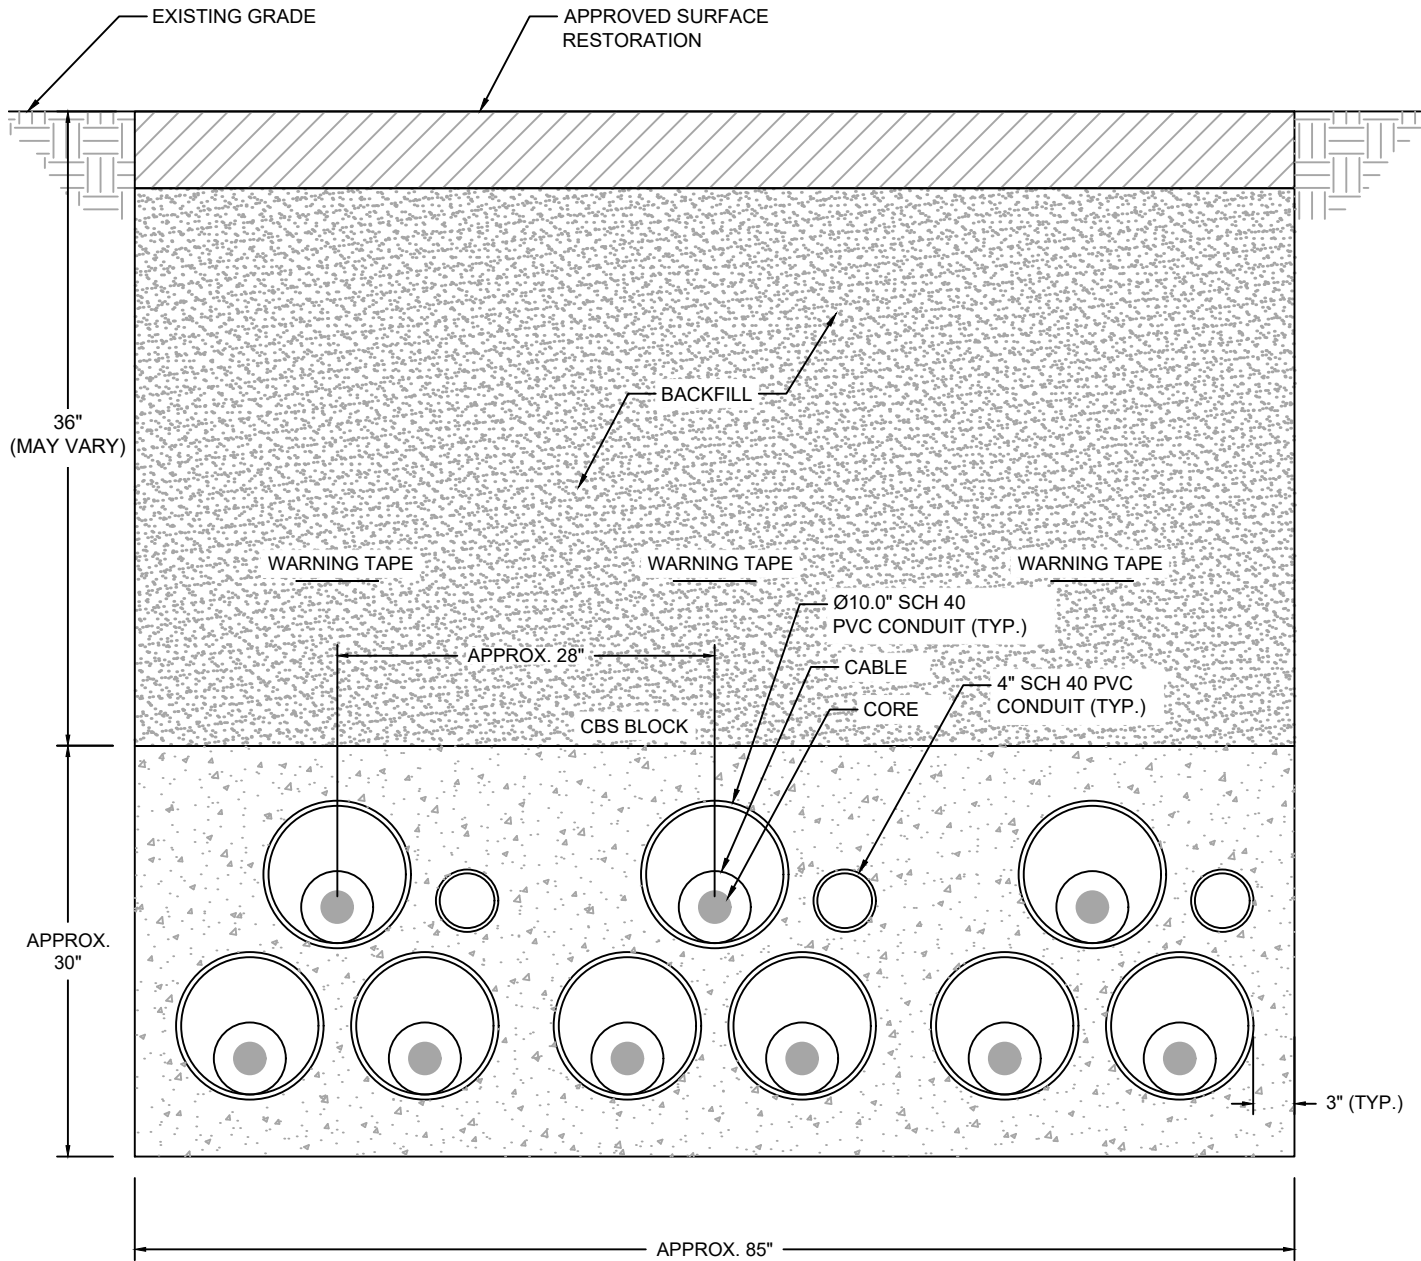 EXISTING GRADE
APPROVED SURFACE
RESTORATION
BACKFILL
36"
(MAY VARY)
WARNING TAPE
WARNING TAPE
WARNING TAPE
Ø10.0" SCH 40
PVC CONDUIT (TYP.)
APPROX. 28"
CABLE
4" SCH 40 PVC
CONDUIT (TYP.)
CORE
CBS BLOCK
APPROX.
30"
3" (TYP.)
APPROX. 85"